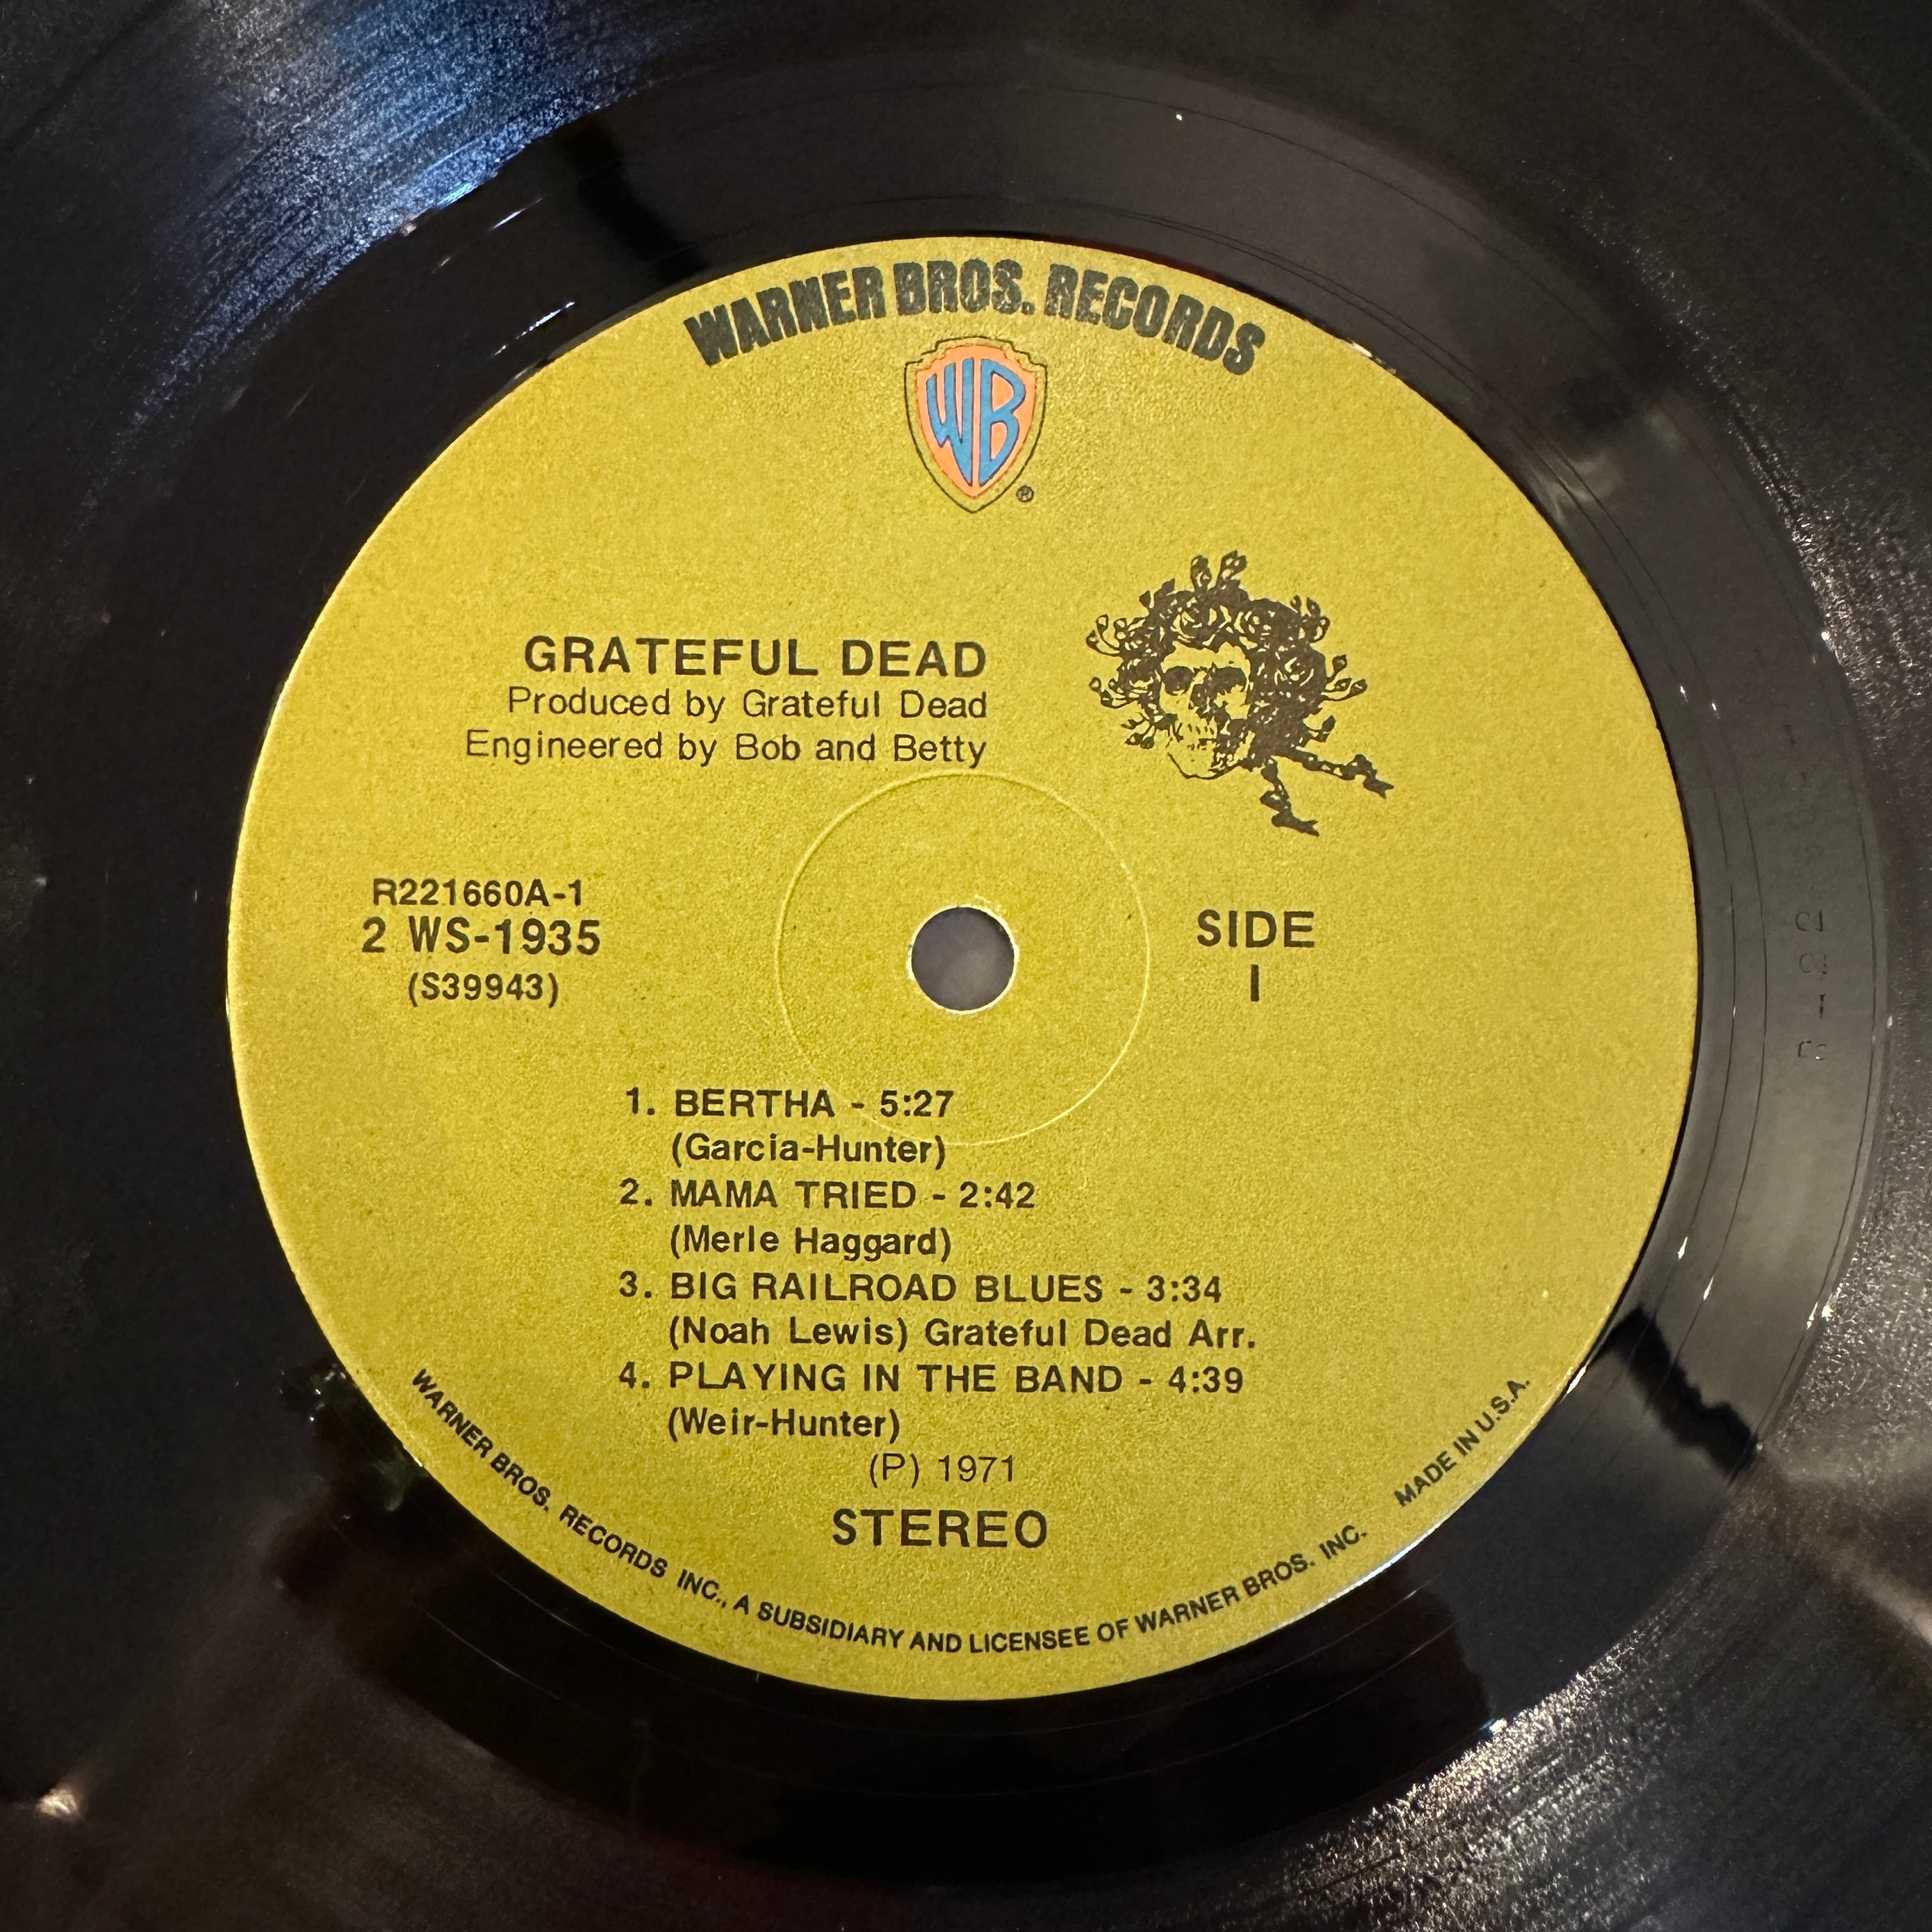 WARNER BROS. RECORDS
WB
®
GRATEFUL DEAD
Produced by Grateful Dead
Engineered by Bob and Betty
R221660A-1
2 WS-1935
(S39943)
SIDE
I
1. BERTHA - 5:27
(Garcia-Hunter)
2. MAMA TRIED - 2:42
(Merle Haggard)
3. BIG RAILROAD BLUES - 3:34
(Noah Lewis) Grateful Dead Arr.
4. PLAYING IN THE BAND - 4:39
(Weir-Hunter)
(P) 1971
STEREO
WARNER BROS. RECORDS INC., A SUBSIDIARY AND LICENSEE OF WARNER BROS. INC. MADE IN U.S.A.